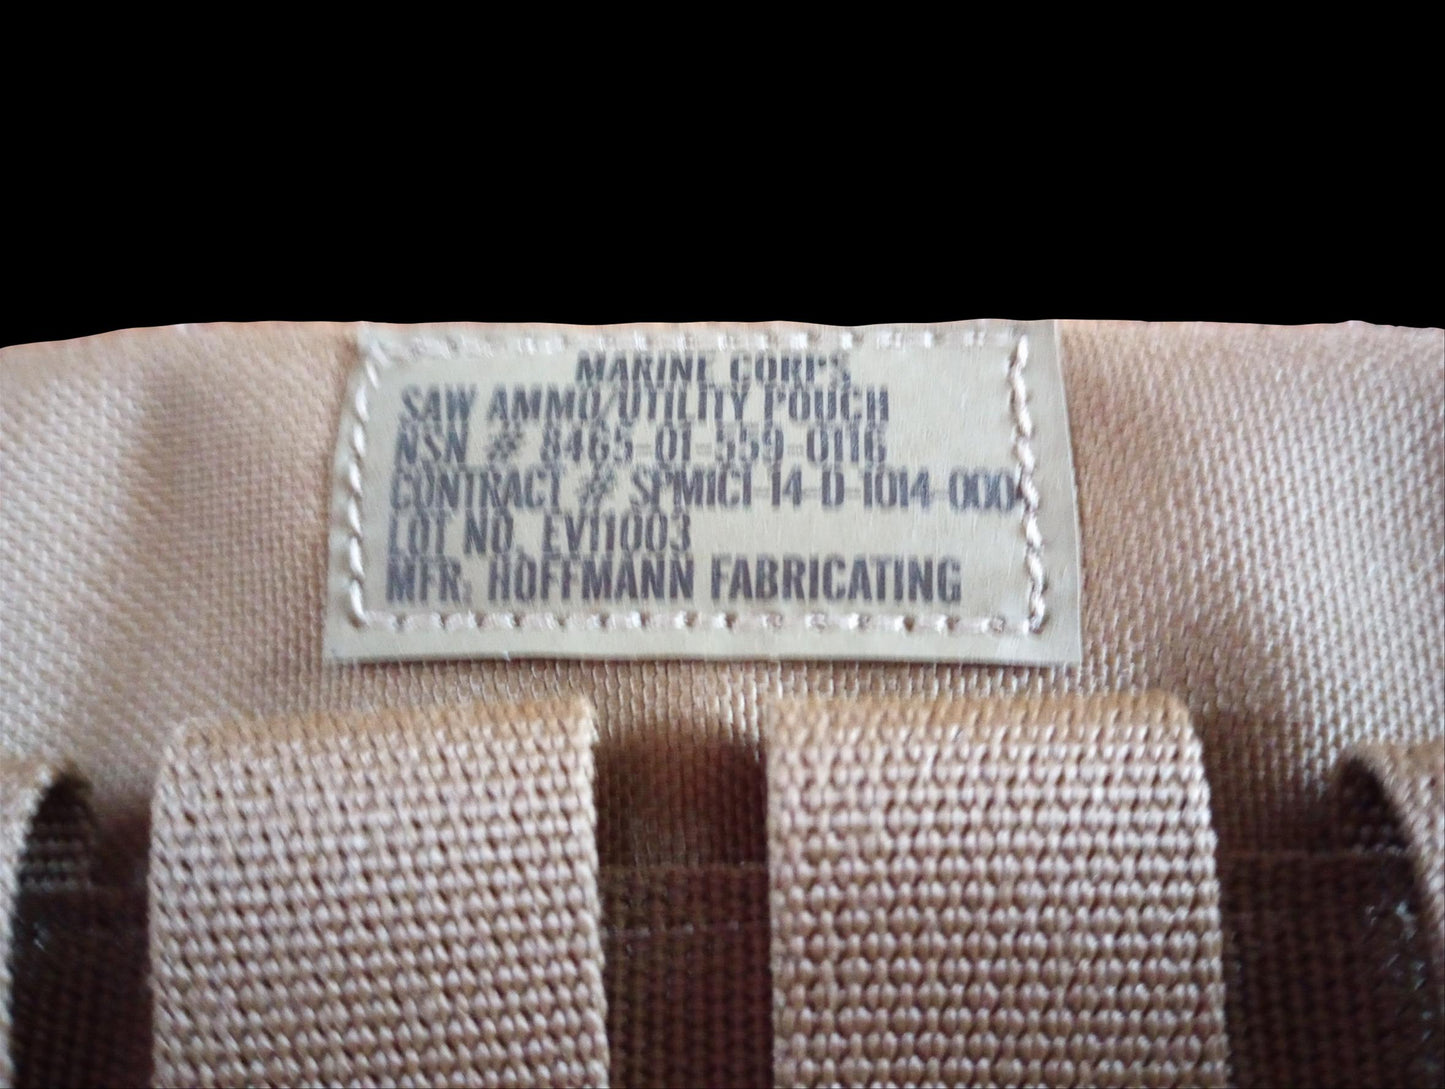 MARINE CORPS
SAW AMMO/UTILITY POUCH
NSN # 8465-01-559-0116
CONTRACT # SPM1C1-14-D-1014-000
LOT NO. EV11003
MFR: HOFFMANN FABRICATING